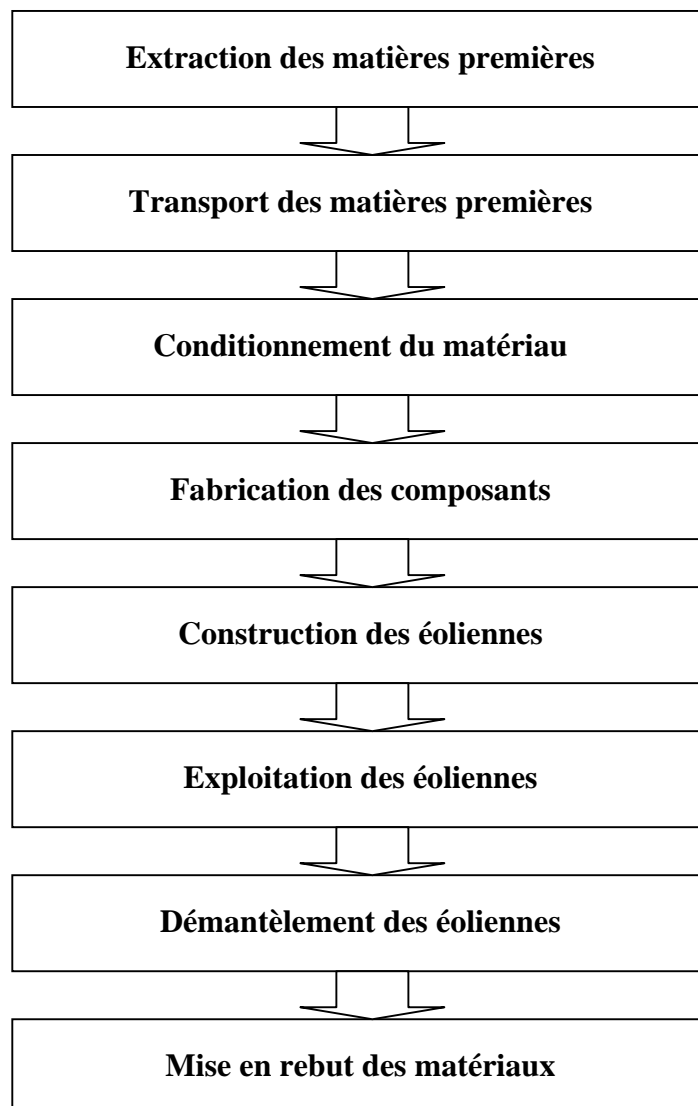 Extraction des matières premières
Transport des matières premières
Conditionnement du matériau
Fabrication des composants
Construction des éoliennes
Exploitation des éoliennes
Démantèlement des éoliennes
Mise en rebut des matériaux